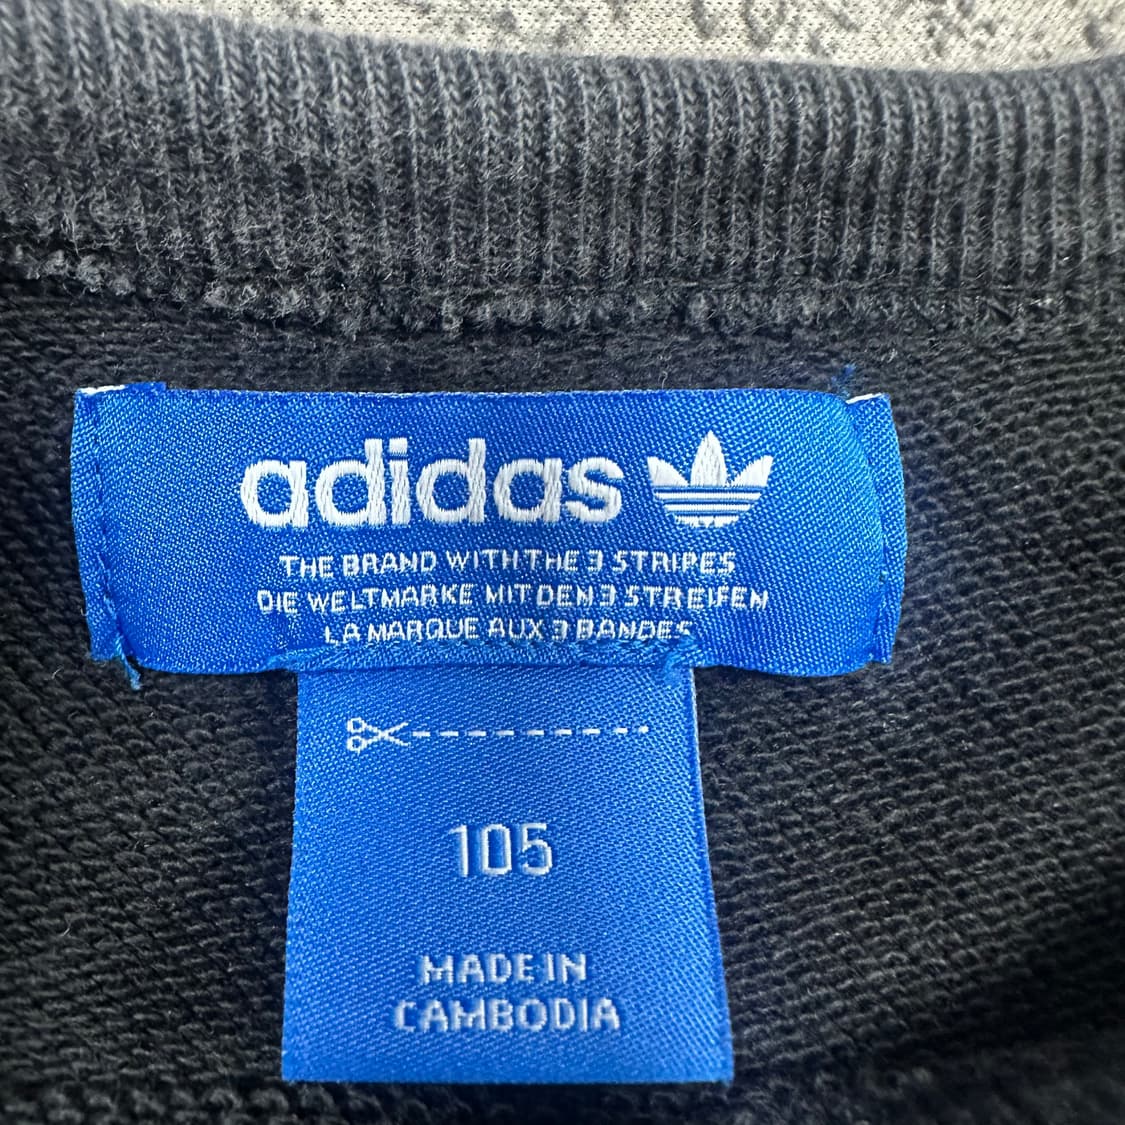 adidas
THE BRAND WITH THE 3 STRIPES
DIE WELTMARKE MIT DEN 3 STREIFEN
LA MARQUE AUX 3 BANDES
105
MADE IN
CAMBODIA